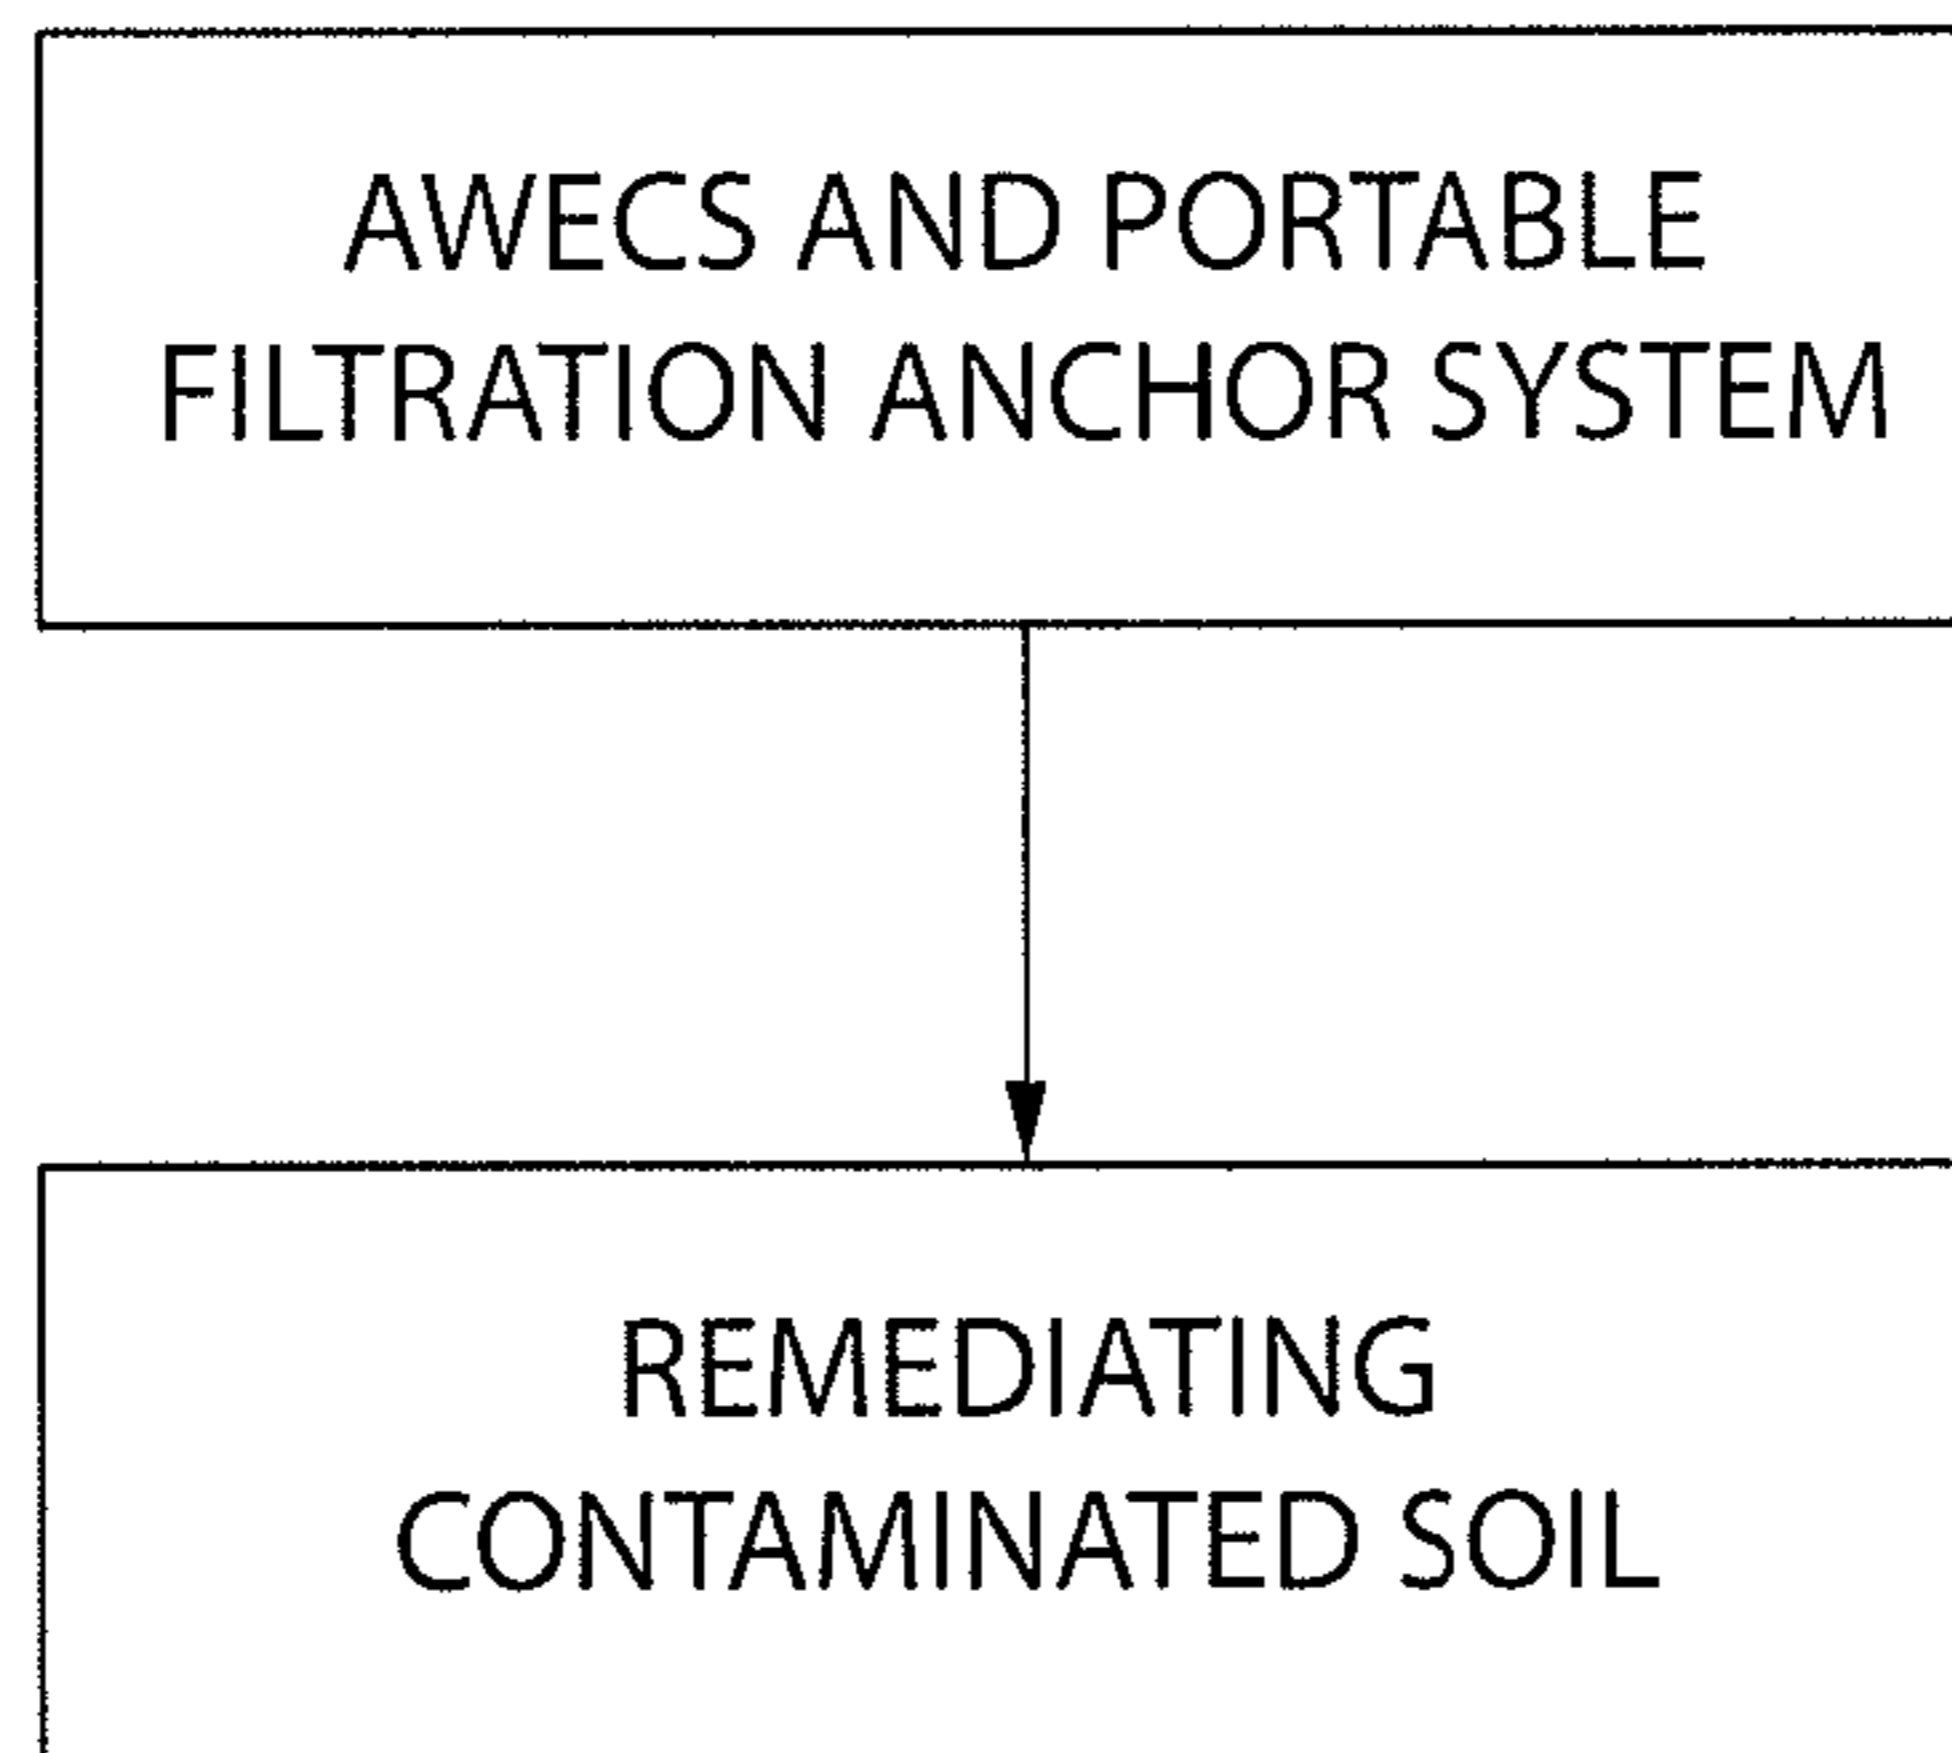 AWECS AND PORTABLE
FILTRATION ANCHOR SYSTEM
REMEDIATING
CONTAMINATED SOIL